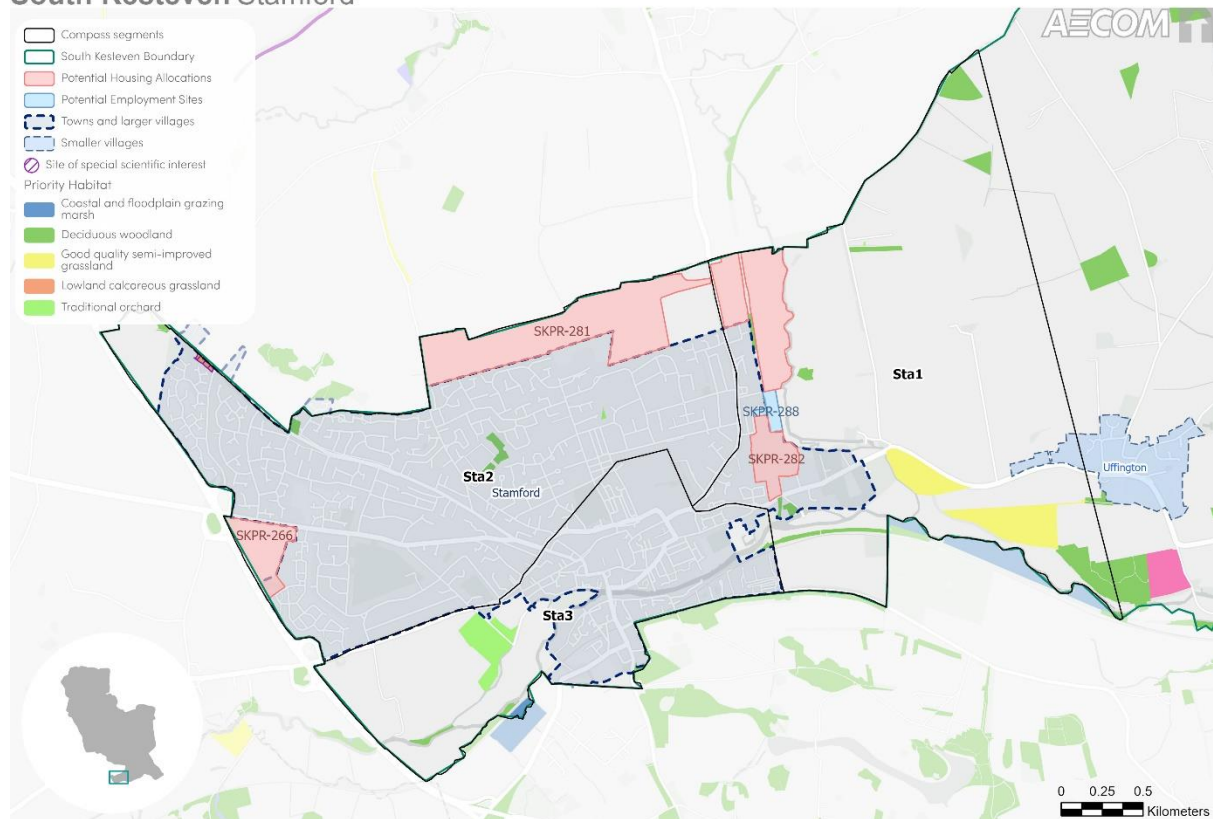 South Kesteven Stamford
AECOM
Compass segments
South Kesteven Boundary
Potential Housing Allocations
Potential Employment Sites
Towns and larger villages
Smaller villages
Site of special scientific interest
Priority Habitat
Coastal and floodplain grazing
marsh
Deciduous woodland
Good quality semi-improved
grassland
Lowland calcareous grassland
Traditional orchard
SKPR-281
Sta1
SKPR-288
SKPR-282
Uffington
Sta2
Stamford
SKPR-266
Sta3
0 0.25 0.5
Kilometers